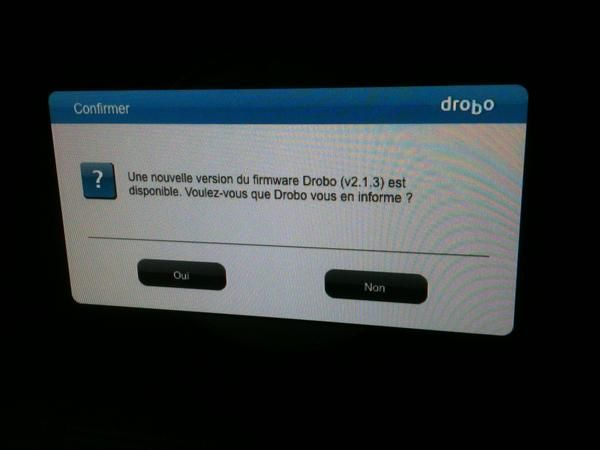 Confirmer
drobo
?
Une nouvelle version du firmware Drobo (v2.1.3) est
disponible. Voulez-vous que Drobo vous en informe ?
Oui
Non